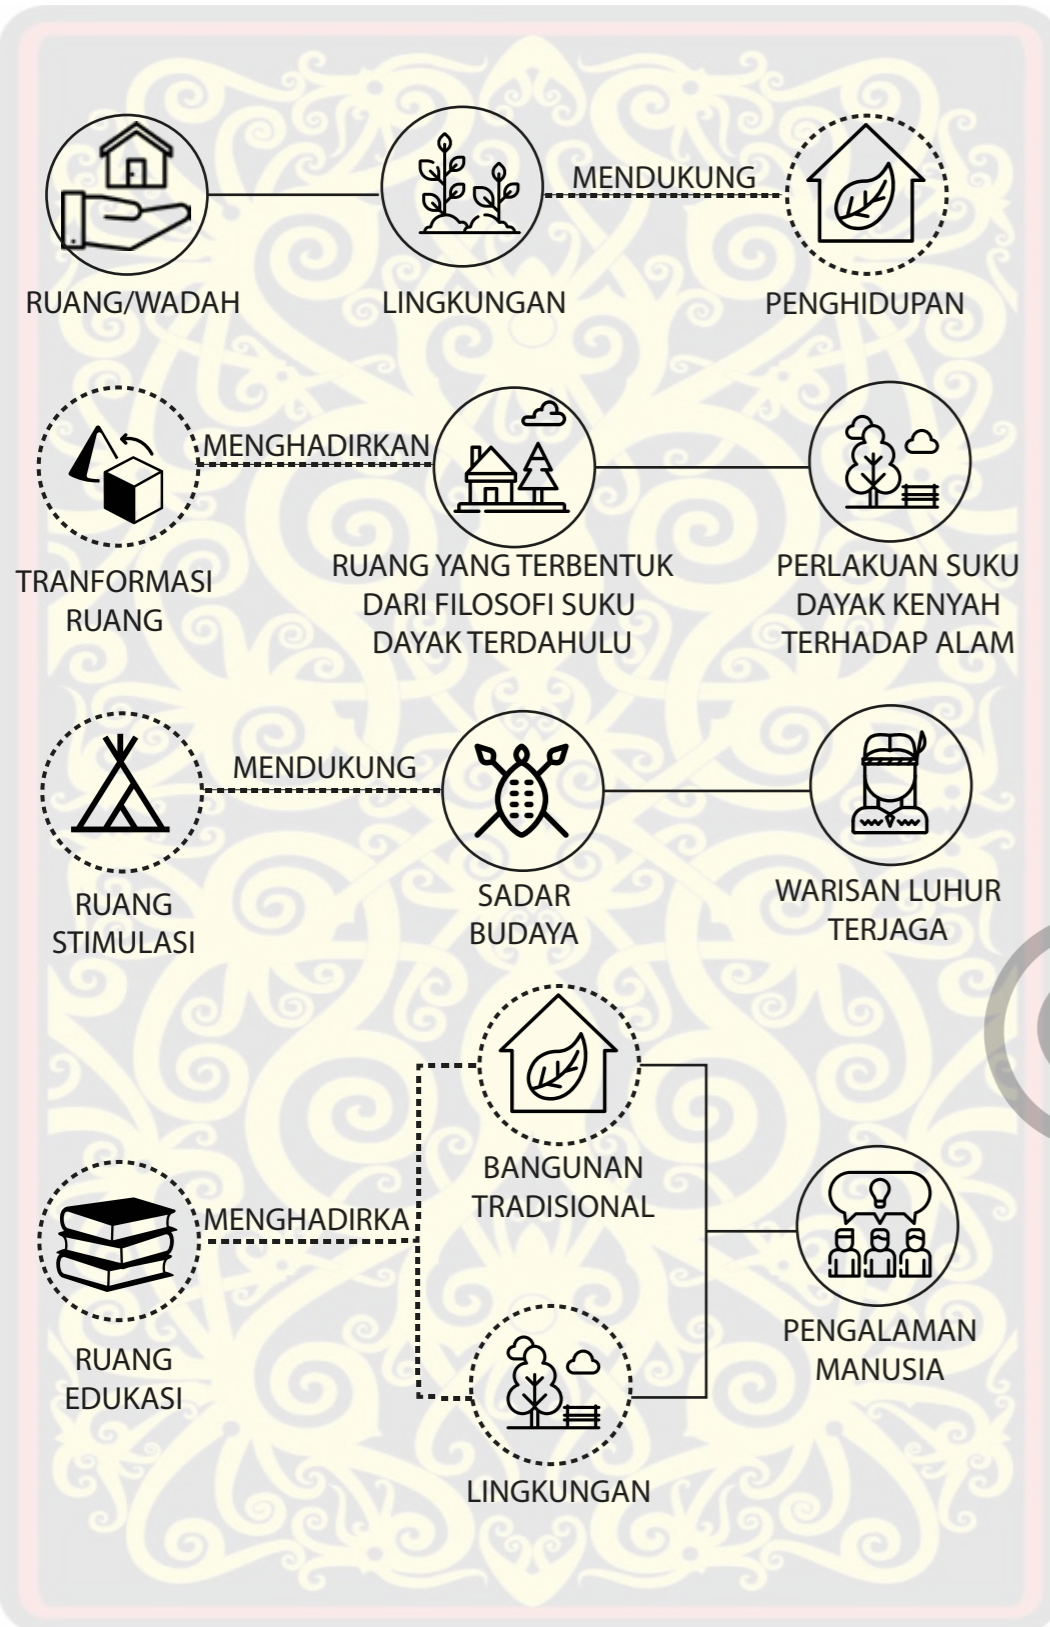 MENDUKUNG
RUANG/WADAH
LINGKUNGAN
PENGHIDUPAN
MENGHADIRKAN
TRANFORMASI
RUANG
RUANG YANG TERBENTUK
DARI FILOSOFI SUKU
DAYAK TERDAHULU
PERLAKUAN SUKU
DAYAK KENYAH
TERHADAP ALAM
MENDUKUNG
RUANG
STIMULASI
SADAR
BUDAYA
WARISAN LUHUR
TERJAGA
BANGUNAN
TRADISIONAL
MENGHADIRKA
RUANG
EDUKASI
PENGALAMAN
MANUSIA
LINGKUNGAN